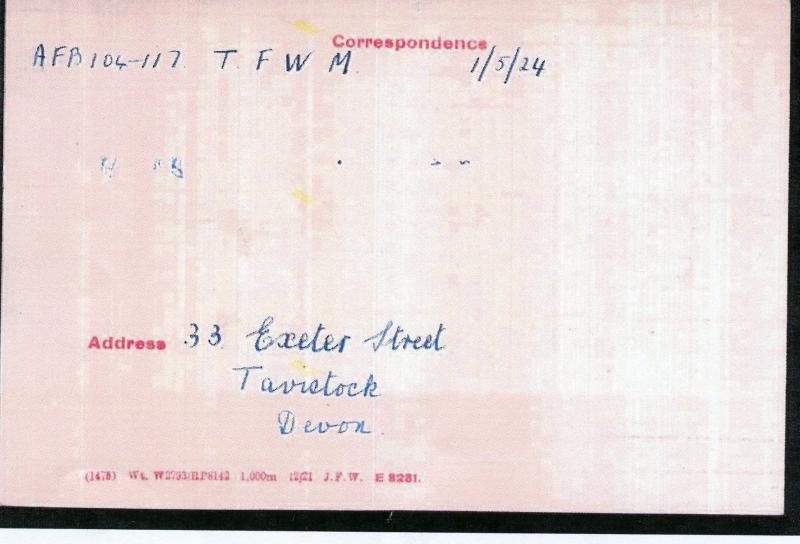 Correspondence
AFB104-117. T F W M. 1/5/24
Address 33 Exeter Street
Tavistock
Devon.
(1478) Wt. W2793/RP8142 1,000m 12/21 J.F.W. E 8281.